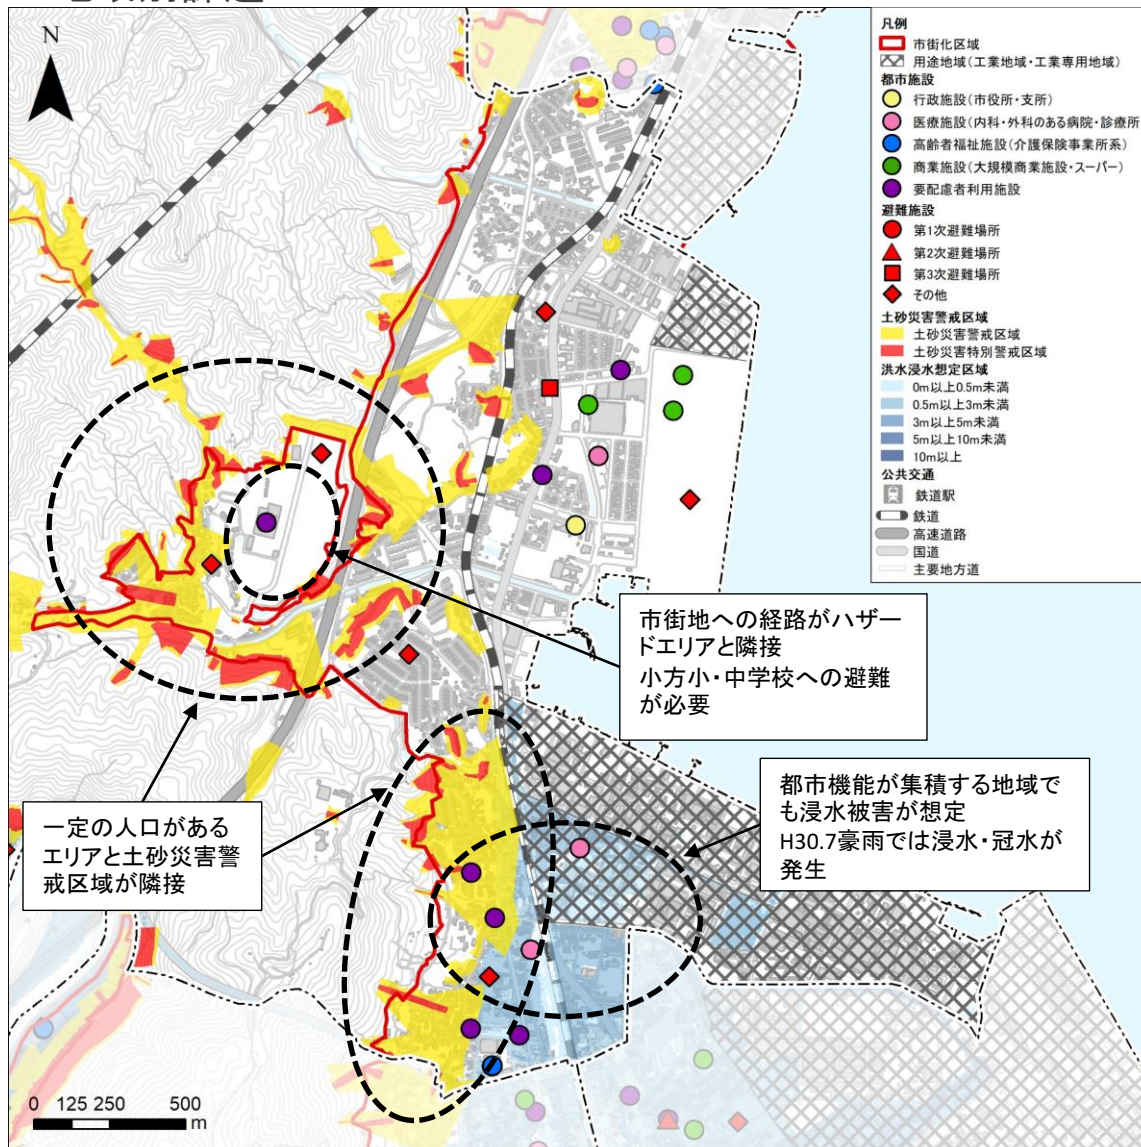 N
凡例
市街化区域
用途地域(工業地域・工業専用地域)
都市施設
行政施設(市役所・支所)
医療施設(内科・外科のある病院・診療所
高齢者福祉施設(介護保険事業所系)
商業施設(大規模商業施設・スーパー)
要配慮者利用施設
避難施設
第1次避難場所
第2次避難場所
第3次避難場所
その他
土砂災害警戒区域
土砂災害警戒区域
土砂災害特別警戒区域
洪水浸水想定区域
0m以上0.5m未満
0.5m以上3m未満
3m以上5m未満
5m以上10m未満
10m以上
公共交通
鉄道駅
鉄道
高速道路
国道
主要地方道
市街地への経路がハザー
ドエリアと隣接
小方小・中学校への避難
が必要
都市機能が集積する地域で
も浸水被害が想定
H30.7豪雨では浸水・冠水が
発生
一定の人口がある
エリアと土砂災害警
戒区域が隣接
0 125 250 500
m